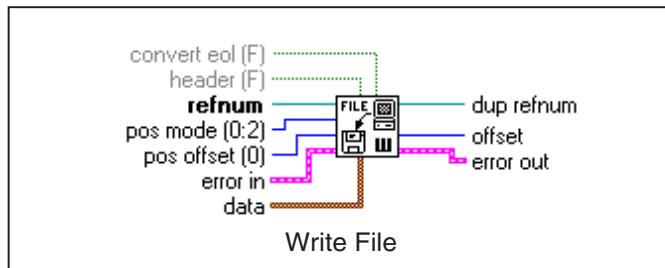 convert eol (F)
header (F)
refnum
pos mode (0:2)
pos offset (0)
error in
data
FILE
dup refnum
offset
error out
Write File